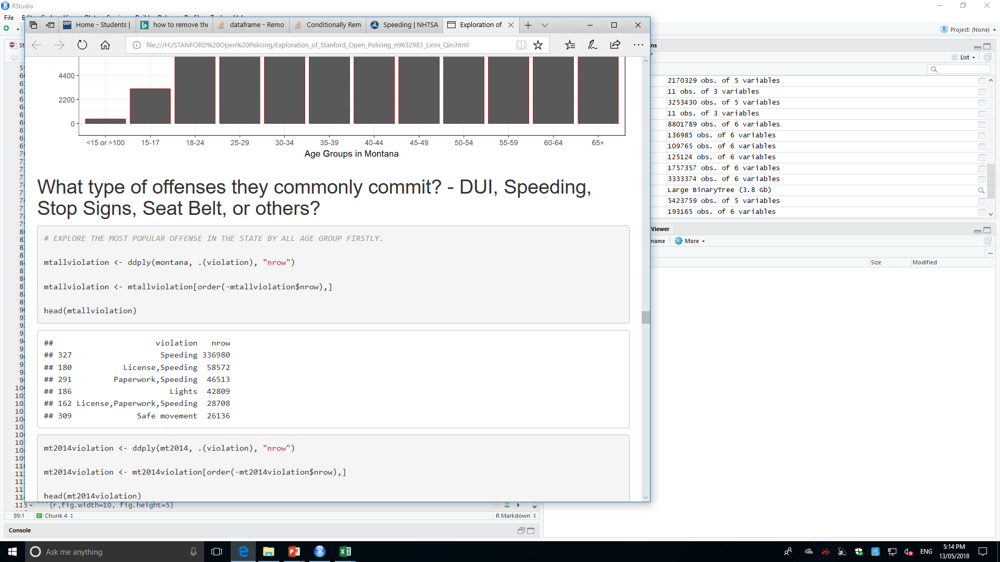 RStudio
File
Project: (None)
Home - Students |
how to remove the
dataframe - Remo
Conditionally Rem
Speeding | NHTSA
Exploration of
file:///H:/STANFORD%20Open%20Policing/Exploration_of_Stanford_Open_Policing_n9632981_Linni_Qin.html
4400
2200
0
<15 or >100
15-17
18-24
25-29
30-34
35-39
40-44
45-49
50-54
55-59
60-64
65+
Age Groups in Montana
What type of offenses they commonly commit? - DUI, Speeding,
Stop Signs, Seat Belt, or others?
# EXPLORE THE MOST POPULAR OFFENSE IN THE STATE BY ALL AGE GROUP FIRSTLY.
mtallviolation <- ddply(montana, .(violation), "nrow")
mtallviolation <- mtallviolation[order(-mtallviolation$nrow),]
head(mtallviolation)
## violation nrow
## 327 Speeding 336980
## 180 License,Speeding 58572
## 291 Paperwork,Speeding 46513
## 186 Lights 42809
## 162 License,Paperwork,Speeding 28708
## 309 Safe movement 26136
mt2014violation <- ddply(mt2014, .(violation), "nrow")
mt2014violation <- mt2014violation[order(-mt2014violation$nrow),]
head(mt2014violation)
115 ```{r,fig.width=10, fig.height=5}
89:1
Chunk 4
R Markdown
Console
List
2170329 obs. of 5 variables
11 obs. of 3 variables
3253430 obs. of 5 variables
11 obs. of 3 variables
8801789 obs. of 6 variables
136985 obs. of 6 variables
109765 obs. of 6 variables
125124 obs. of 6 variables
1757357 obs. of 6 variables
3333374 obs. of 6 variables
Large BinaryTree (3.8 Gb)
5423759 obs. of 5 variables
193165 obs. of 6 variables
Viewer
name
More
Size
Modified
Ask me anything
ENG
5:14 PM
13/05/2018